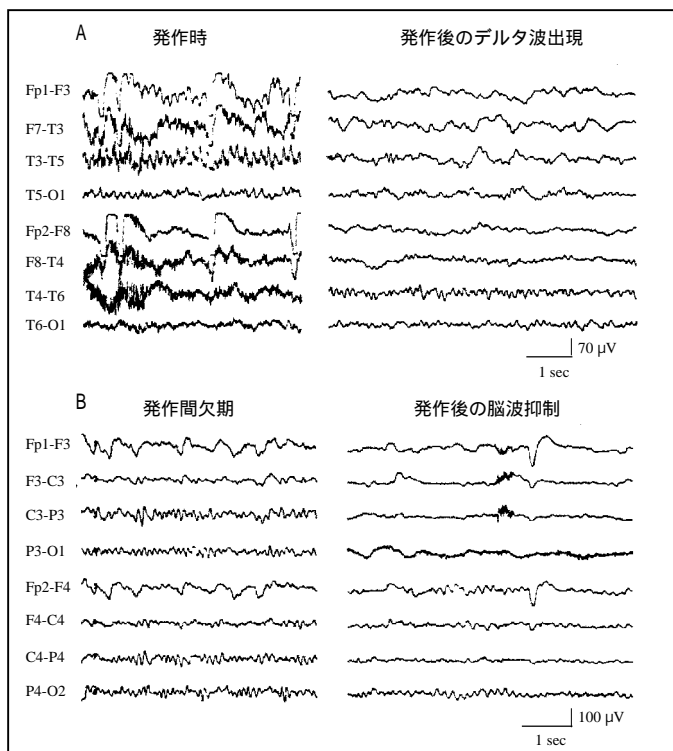 A
発作時 発作後のデルタ波出現
Fp1-F3
F7-T3
T3-T5
T5-O1
Fp2-F8
F8-T4
T4-T6
T6-O1
70 µV
1 sec
B
発作間欠期 発作後の脳波抑制
Fp1-F3
F3-C3
C3-P3
P3-O1
Fp2-F4
F4-C4
C4-P4
P4-O2
100 µV
1 sec